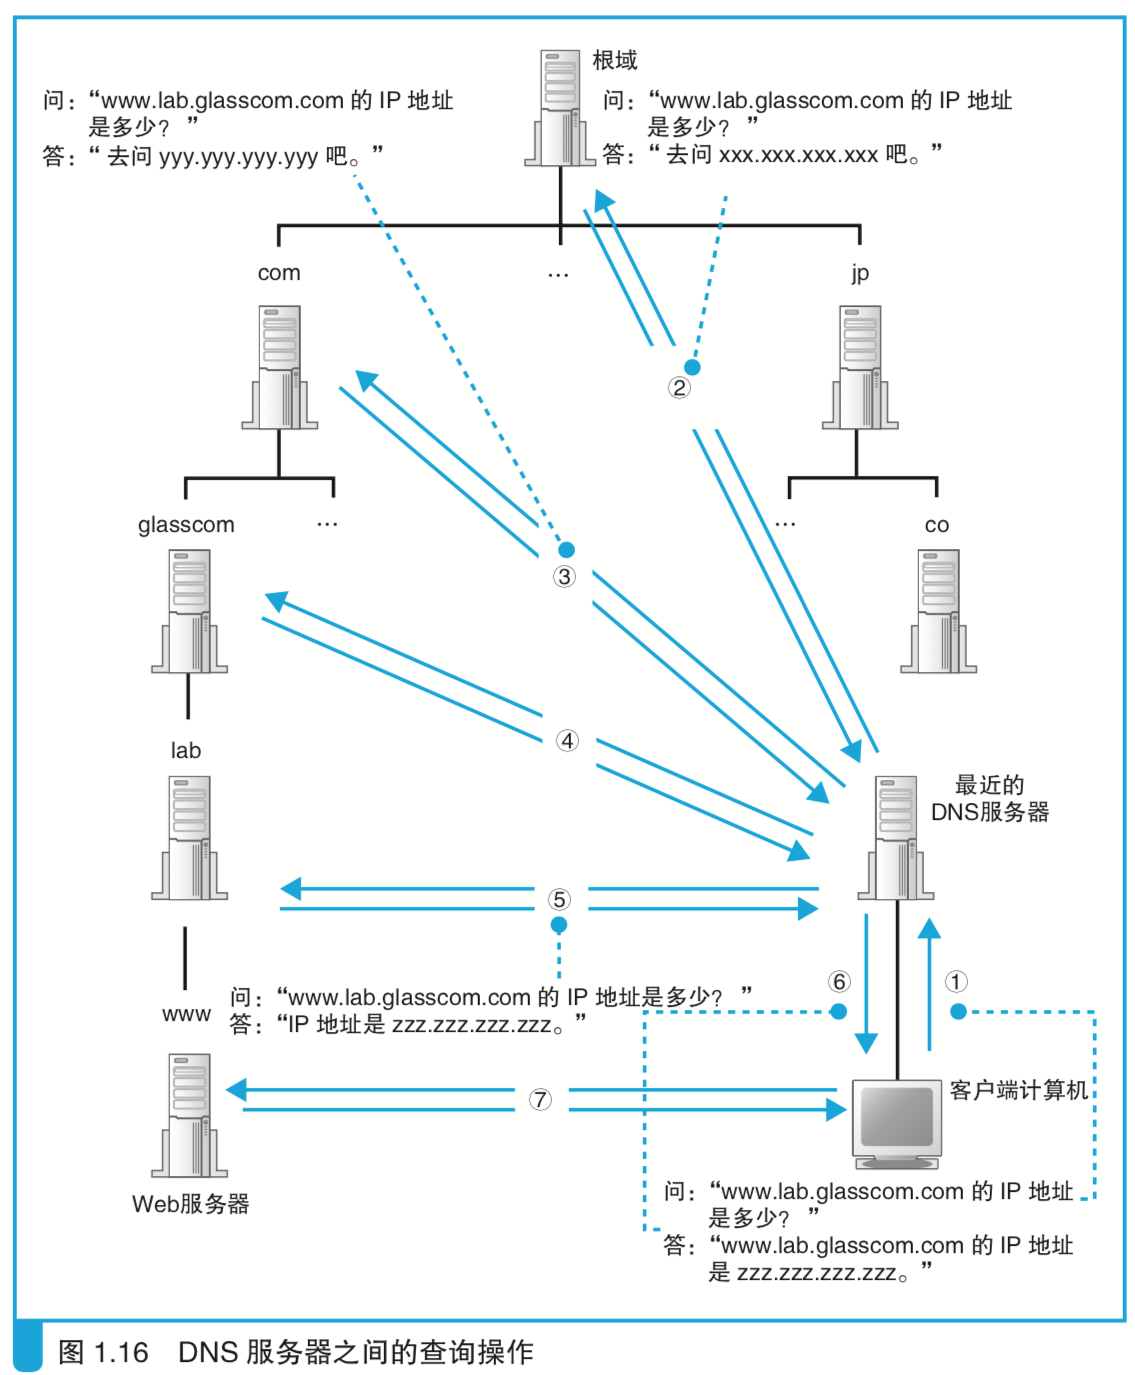 根域
问：“www.lab.glasscom.com 的 IP 地址
是多少？ ”
答：“ 去问 yyy.yyy.yyy.yyy 吧。”
问：“www.lab.glasscom.com 的 IP 地址
是多少？ ”
答：“ 去问 xxx.xxx.xxx.xxx 吧。”
com
…
jp
②
glasscom
…
…
co
③
④
lab
最近的
DNS服务器
⑤
⑥
①
问：“www.lab.glasscom.com 的 IP 地址是多少？ ”
答：“IP 地址是 zzz.zzz.zzz.zzz。”
www
⑦
客户端计算机
Web服务器
问：“www.lab.glasscom.com 的 IP 地址
是多少？ ”
答：“www.lab.glasscom.com 的 IP 地址
是 zzz.zzz.zzz.zzz。”
图 1.16 DNS 服务器之间的查询操作